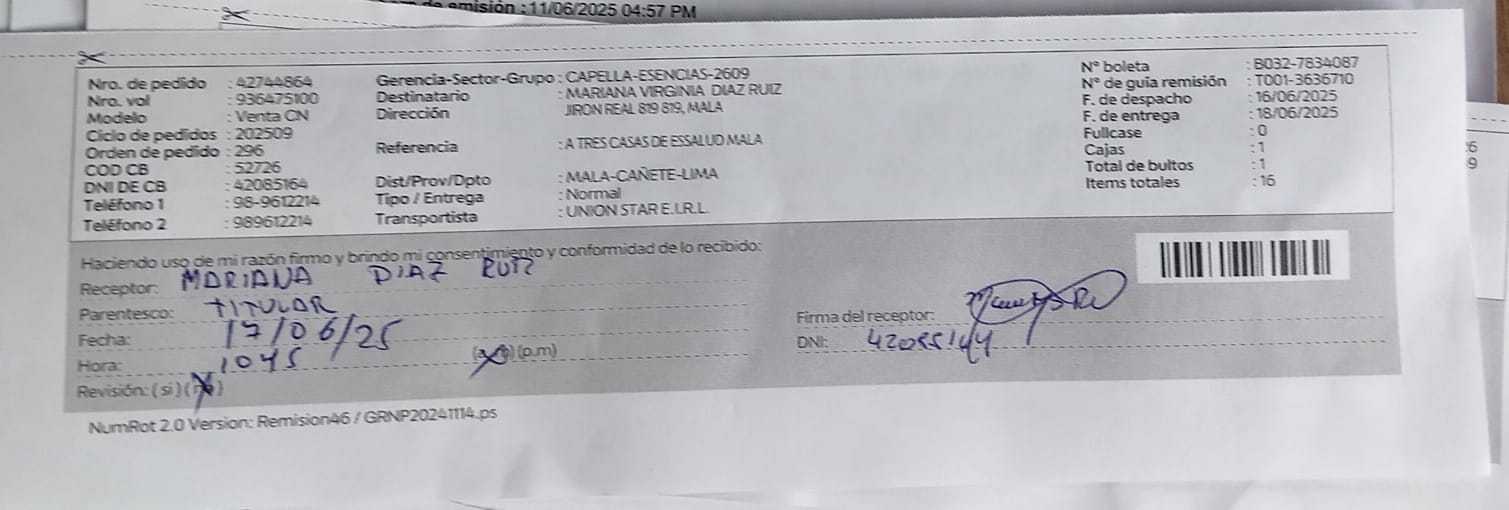 de emisión : 11/06/2025 04:57 PM
Nro. de pedido : 42744864
Nro. vol : 936475100
Modelo : Venta CN
Ciclo de pedidos : 202509
Orden de pedido : 296
COD CB : 52726
DNI DE CB : 42085164
Teléfono 1 : 98-9612214
Teléfono 2 : 989612214
Gerencia-Sector-Grupo : CAPELLA-ESENCIAS-2609
Destinatario : MARIANA VIRGINIA DIAZ RUIZ
Dirección JIRON REAL 819 819, MALA
Referencia : A TRES CASAS DE ESSALUD MALA
Dist/Prov/Dpto : MALA-CAÑETE-LIMA
Tipo / Entrega : Normal
Transportista : UNION STAR E.I.R.L.
N° boleta : B032-7834087
N° de guía remisión : T001-3636710
F. de despacho : 16/06/2025
F. de entrega : 18/06/2025
Fullcase : 0
Cajas : 1
Total de bultos : 1
Items totales : 16
Haciendo uso de mi razón firmo y brindo mi consentimiento y conformidad de lo recibido:
Receptor: MARIANA DIAZ RUIZ
Parentesco: TITULAR
Fecha: 17/06/25
Hora: 1045 (a.m) (p.m)
Revisión: ( si ) ( no )
Firma del receptor:
DNI: 42085144
NumRot 2.0 Version: Remision46 / GRNP20241114.ps